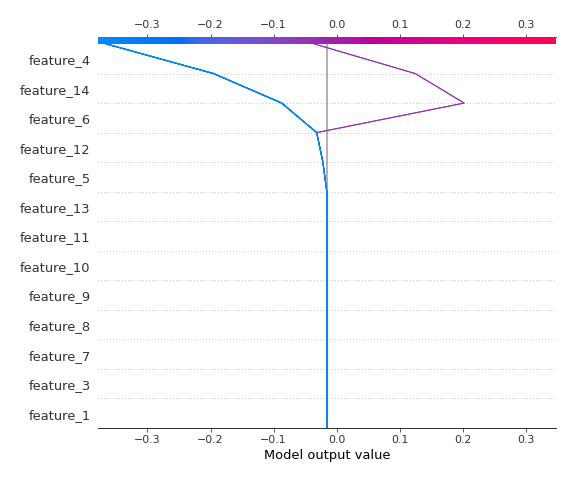 −0.3 −0.2 −0.1 0.0 0.1 0.2 0.3
feature_4
feature_14
feature_6
feature_12
feature_5
feature_13
feature_11
feature_10
feature_9
feature_8
feature_7
feature_3
feature_1
−0.3 −0.2 −0.1 0.0 0.1 0.2 0.3
Model output value